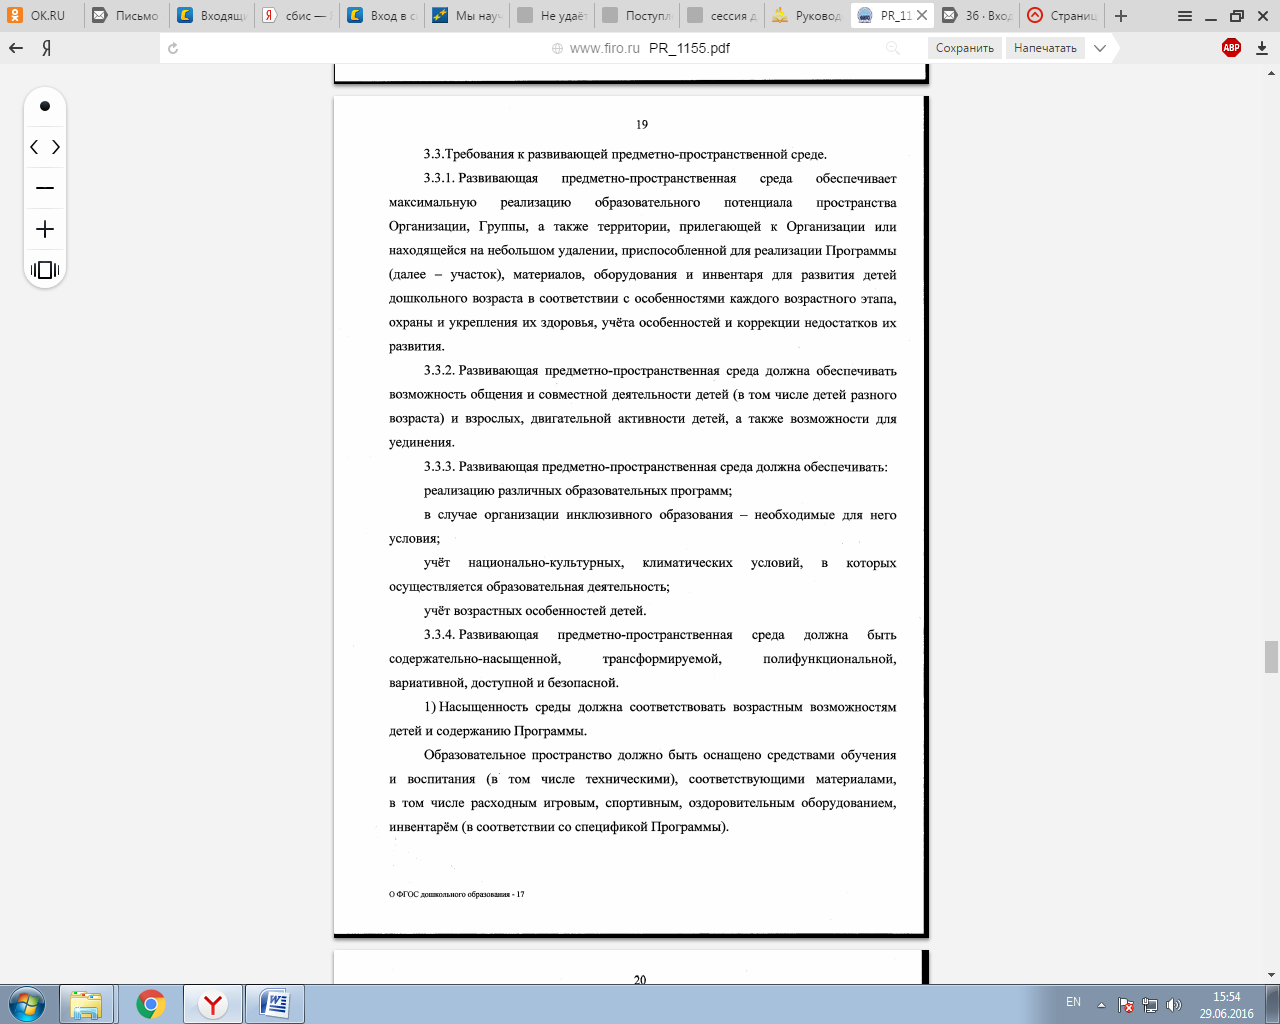 OK.RU Письмо Входящ сбис — Вход в с Мы нау Не удаё Поступл сессия д Руковод PR_11 36 · Вход Страниц
www.firo.ru PR_1155.pdf Сохранить Напечатать ABP
19
3.3.Требования к развивающей предметно-пространственной среде.
3.3.1. Развивающая предметно-пространственная среда обеспечивает
максимальную реализацию образовательного потенциала пространства
Организации, Группы, а также территории, прилегающей к Организации или
находящейся на небольшом удалении, приспособленной для реализации Программы
(далее – участок), материалов, оборудования и инвентаря для развития детей
дошкольного возраста в соответствии с особенностями каждого возрастного этапа,
охраны и укрепления их здоровья, учёта особенностей и коррекции недостатков их
развития.
3.3.2. Развивающая предметно-пространственная среда должна обеспечивать
возможность общения и совместной деятельности детей (в том числе детей разного
возраста) и взрослых, двигательной активности детей, а также возможности для
уединения.
3.3.3. Развивающая предметно-пространственная среда должна обеспечивать:
реализацию различных образовательных программ;
в случае организации инклюзивного образования – необходимые для него
условия;
учёт национально-культурных, климатических условий, в которых
осуществляется образовательная деятельность;
учёт возрастных особенностей детей.
3.3.4. Развивающая предметно-пространственная среда должна быть
содержательно-насыщенной, трансформируемой, полифункциональной,
вариативной, доступной и безопасной.
1) Насыщенность среды должна соответствовать возрастным возможностям
детей и содержанию Программы.
Образовательное пространство должно быть оснащено средствами обучения
и воспитания (в том числе техническими), соответствующими материалами,
в том числе расходным игровым, спортивным, оздоровительным оборудованием,
инвентарём (в соответствии со спецификой Программы).
О ФГОС дошкольного образования - 17
20
EN 15:54
29.06.2016